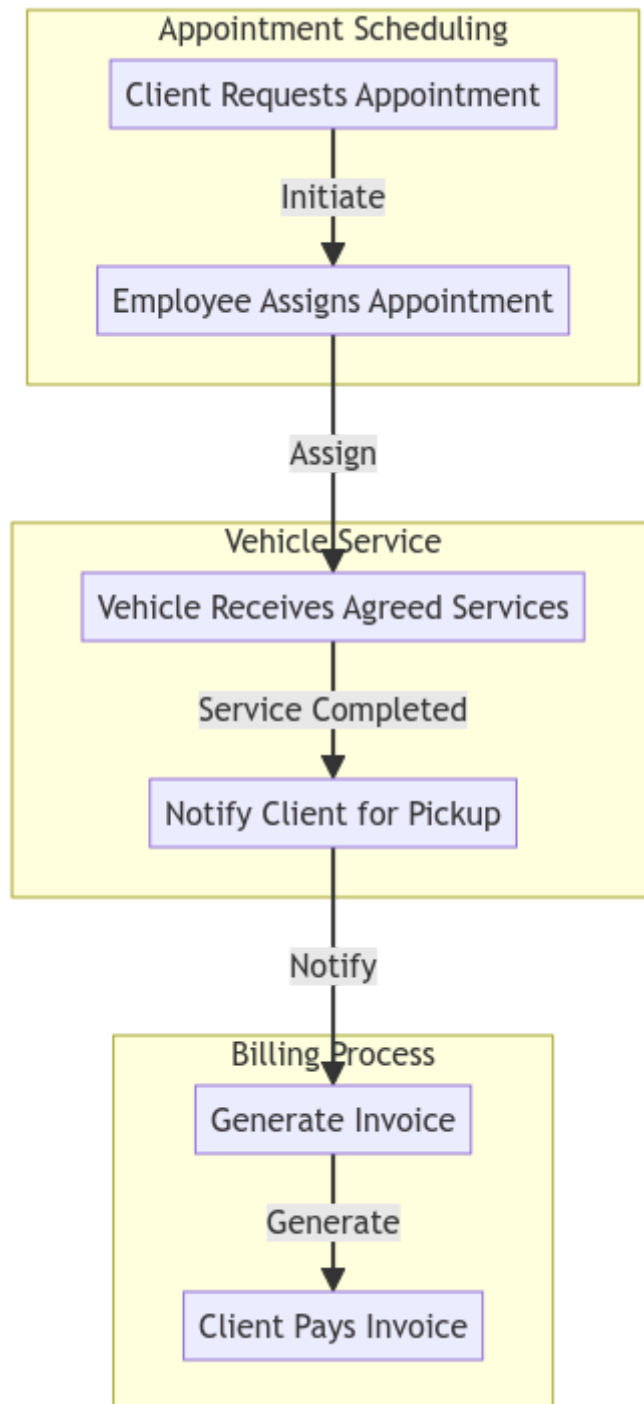 Appointment Scheduling
Client Requests Appointment
Initiate
Employee Assigns Appointment
Assign
Vehicle Service
Vehicle Receives Agreed Services
Service Completed
Notify Client for Pickup
Notify
Billing Process
Generate Invoice
Generate
Client Pays Invoice